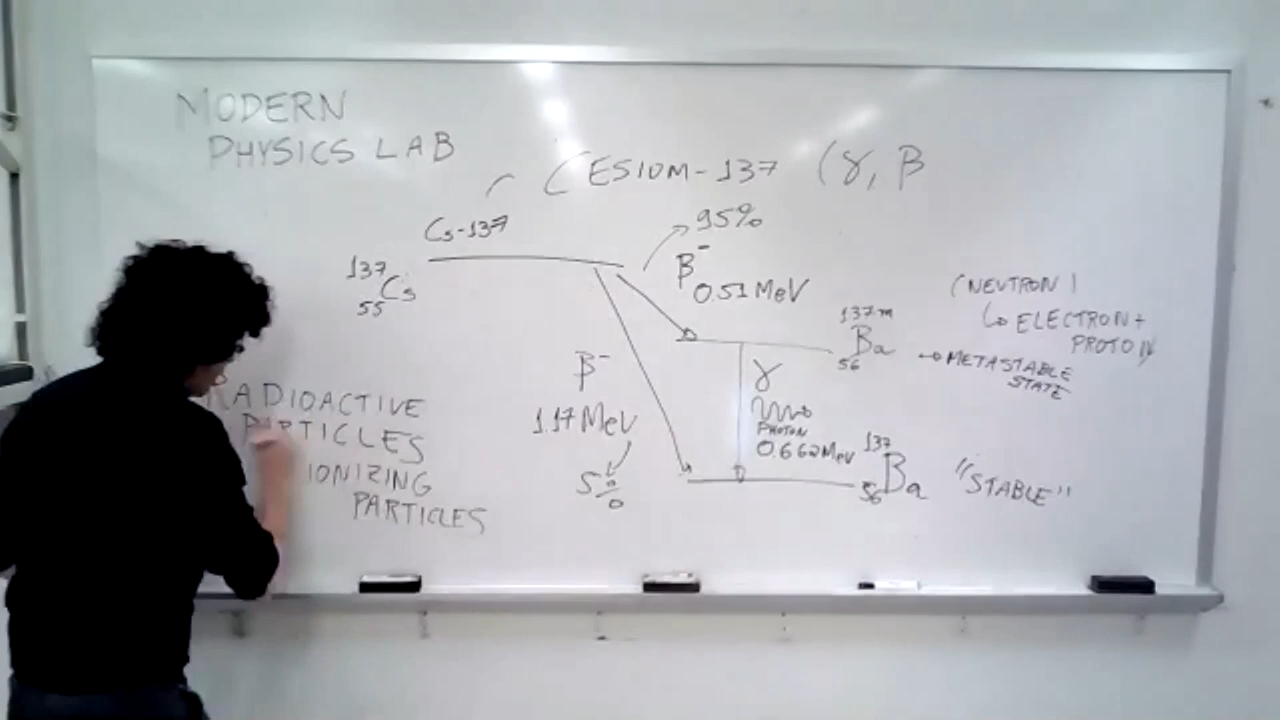 MODERN
PHYSICS LAB
CESIUM-137 (γ, β
Cs-137
95%
137
55 Cs
β⁻
0.51 MeV
137m
56 Ba
(NEUTRON)
↳ ELECTRON+
PROTON
→ METASTABLE
STATE
β⁻
1.17 MeV
5%
γ
PHOTON
0.662 MeV
137
56 Ba
"STABLE"
RADIOACTIVE
PARTICLES
IONIZING
PARTICLES